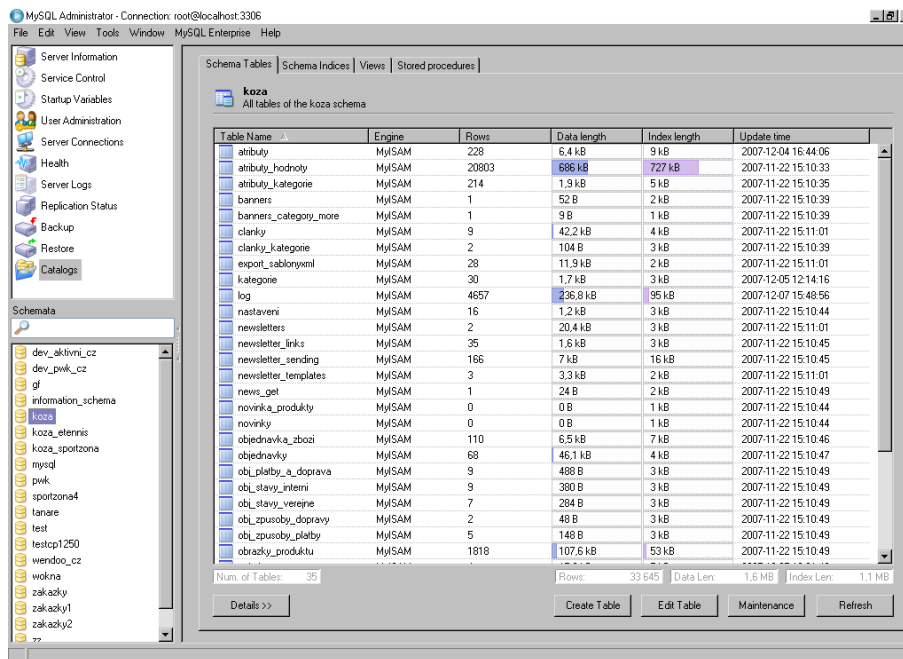 MySQL Administrator - Connection: root@localhost:3306
File Edit View Tools Window MySQL Enterprise Help
Server Information
Service Control
Startup Variables
User Administration
Server Connections
Health
Server Logs
Replication Status
Backup
Restore
Catalogs
Schemata
dev_aktivni_cz
dev_pwk_cz
gf
information_schema
koza
koza_etennis
koza_sportzona
mysql
pwk
sportzona4
tanare
test
testcp1250
wendoo_cz
wokna
zakazky
zakazky1
zakazky2
zz
Schema Tables Schema Indices Views Stored procedures
koza
All tables of the koza schema
Table Name Engine Rows Data length Index length Update time
atributy MyISAM 228 6,4 kB 9 kB 2007-12-04 16:44:06
atributy_hodnoty MyISAM 20803 686 kB 727 kB 2007-11-22 15:10:33
atributy_kategorie MyISAM 214 1,9 kB 5 kB 2007-11-22 15:10:35
banners MyISAM 1 52 B 2 kB 2007-11-22 15:10:39
banners_category_more MyISAM 1 9 B 1 kB 2007-11-22 15:10:39
clanky MyISAM 9 42,2 kB 4 kB 2007-11-22 15:11:01
clanky_kategorie MyISAM 2 104 B 3 kB 2007-11-22 15:10:39
export_sablonyxml MyISAM 28 11,9 kB 2 kB 2007-11-22 15:11:01
kategorie MyISAM 30 1,7 kB 3 kB 2007-12-05 12:14:16
log MyISAM 4657 236,8 kB 95 kB 2007-12-07 15:48:56
nastaveni MyISAM 16 1,2 kB 3 kB 2007-11-22 15:10:44
newsletters MyISAM 2 20,4 kB 3 kB 2007-11-22 15:11:01
newsletter_links MyISAM 35 1,6 kB 3 kB 2007-11-22 15:10:45
newsletter_sending MyISAM 166 7 kB 16 kB 2007-11-22 15:10:45
newsletter_templates MyISAM 3 3,3 kB 2 kB 2007-11-22 15:11:01
news_get MyISAM 1 24 B 2 kB 2007-11-22 15:10:49
novinka_produkty MyISAM 0 0 B 1 kB 2007-11-22 15:10:44
novinky MyISAM 0 0 B 1 kB 2007-11-22 15:10:44
objednavka_zbozi MyISAM 110 6,5 kB 7 kB 2007-11-22 15:10:46
objednavky MyISAM 68 46,1 kB 4 kB 2007-11-22 15:10:47
obj_platby_a_doprava MyISAM 9 488 B 3 kB 2007-11-22 15:10:49
obj_stavy_interni MyISAM 9 380 B 3 kB 2007-11-22 15:10:49
obj_stavy_verejne MyISAM 7 284 B 3 kB 2007-11-22 15:10:49
obj_zpusoby_dopravy MyISAM 2 48 B 3 kB 2007-11-22 15:10:49
obj_zpusoby_platby MyISAM 5 148 B 3 kB 2007-11-22 15:10:49
obrazky_produktu MyISAM 1818 107,6 kB 53 kB 2007-11-22 15:10:49
Num. of Tables: 35 Rows: 33 645 Data Len: 1,6 MB Index Len: 1,1 MB
Details >> Create Table Edit Table Maintenance Refresh